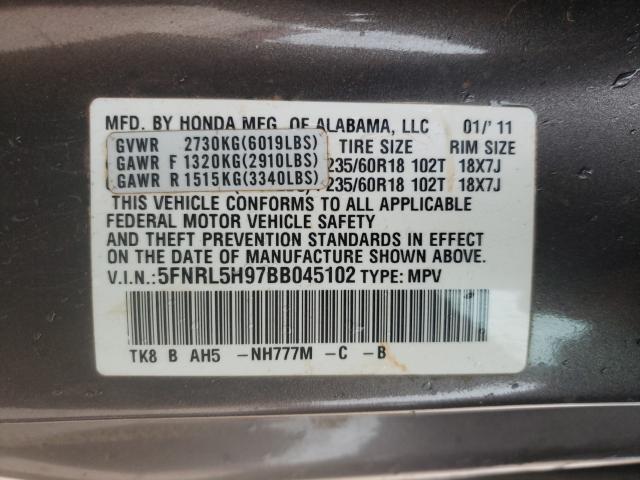 MFD. BY HONDA MFG. OF ALABAMA, LLC 01/'11
GVWR 2730KG(6019LBS) TIRE SIZE RIM SIZE
GAWR F 1320KG(2910LBS) 235/60R18 102T 18X7J
GAWR R 1515KG(3340LBS) 235/60R18 102T 18X7J
THIS VEHICLE CONFORMS TO ALL APPLICABLE
FEDERAL MOTOR VEHICLE SAFETY
AND THEFT PREVENTION STANDARDS IN EFFECT
ON THE DATE OF MANUFACTURE SHOWN ABOVE.
V.I.N.:5FNRL5H97BB045102 TYPE: MPV
TK8 B AH5 -NH777M -C -B